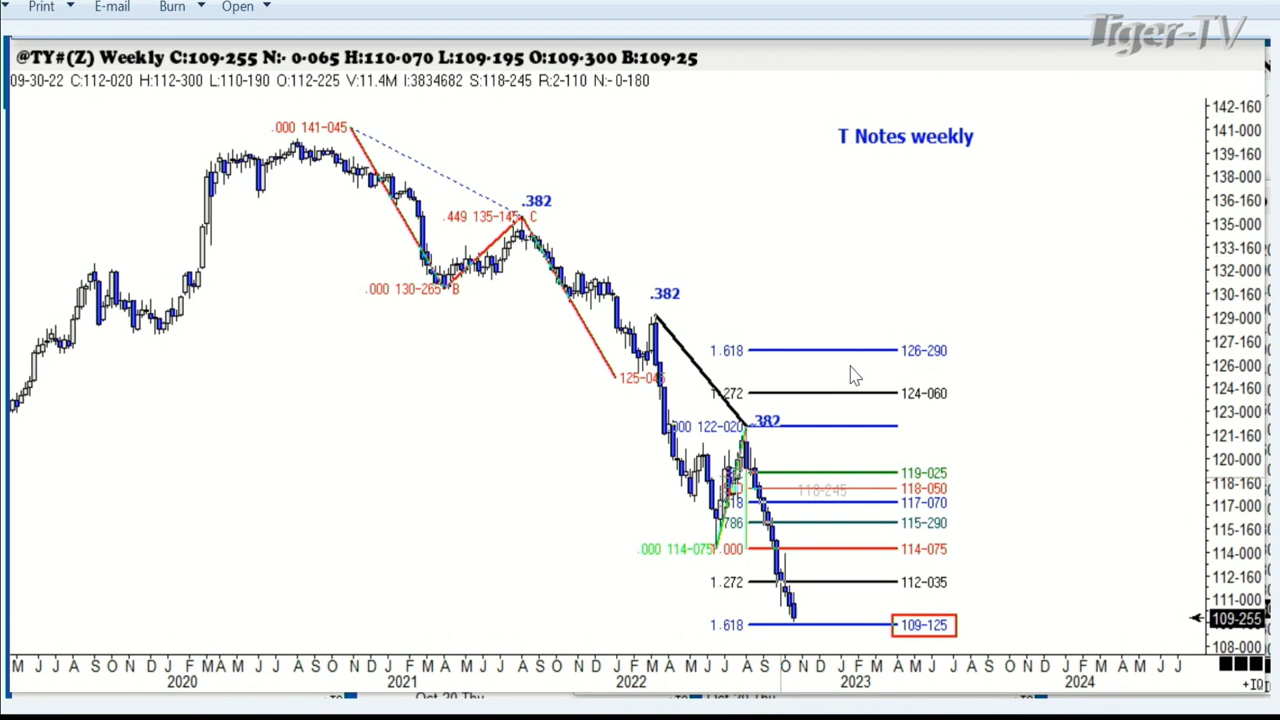 Print E-mail Burn Open
Tiger-TV
@TY#(Z) Weekly C:109-255 N:- 0-065 H:110-070 L:109-195 O:109-300 B:109-25
09-30-22 C:112-020 H:112-300 L:110-190 O:112-225 V:11.4M I:3834682 S:118-245 R:2-110 N:-0-180
T Notes weekly
.000 141-045
.382
.449 135-145 C
.000 130-265 B
.382
125-045
1.618 126-290
1.272 124-060
.000 122-020 .382
119-025
118-245 118-050
117-070
.786 115-290
.000 114-075 1.000 114-075
1.272 112-035
1.618 109-125
142-160
141-000
139-160
138-000
136-160
135-000
133-160
132-000
130-160
129-000
127-160
126-000
124-160
123-000
121-160
120-000
118-160
117-000
115-160
114-000
112-160
111-000
109-255
108-000
M J J A S O N D M A M J J A S O N D J F M A M J J A S O N D J F M A M J J A S O N D J F M A M J J A S O N D J F M A M J J
2020 2021 2022 2023 2024
+IQ
Oct 20 Thu